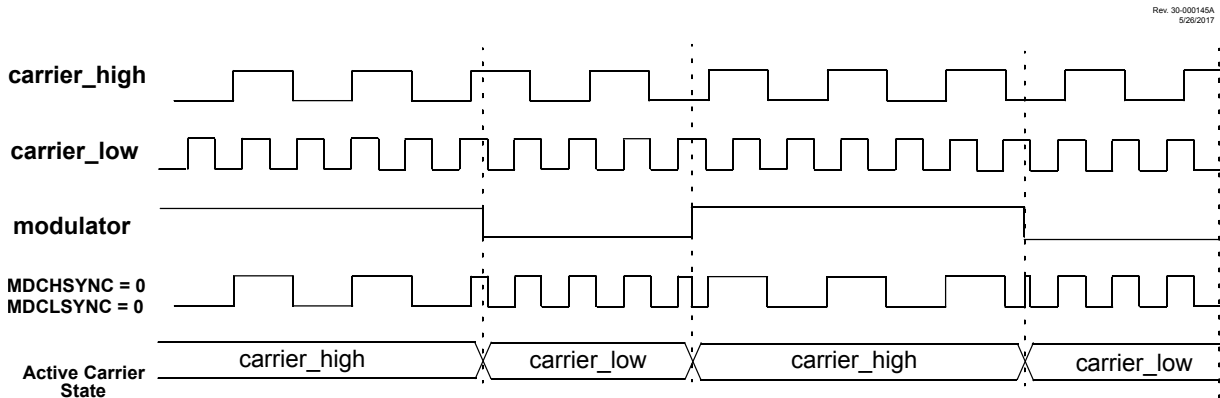 Rev. 30-000145A
5/26/2017
carrier_high
carrier_low
modulator
MDCHSYNC = 0
MDCLSYNC = 0
Active Carrier
State
carrier_high
carrier_low
carrier_high
carrier_low